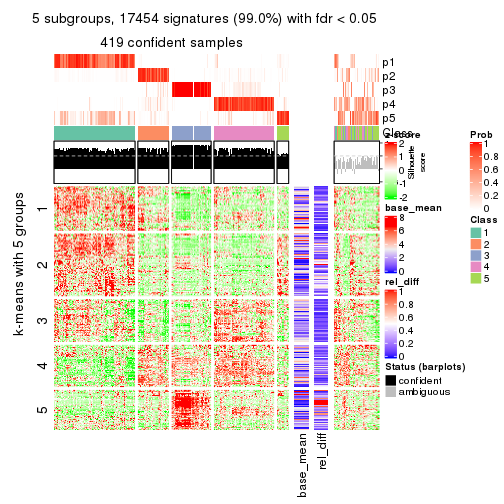 5 subgroups, 17454 signatures (99.0%) with fdr < 0.05
419 confident samples
p1
p2
p3
p4
p5
Class
Silhouette
score
k-means with 5 groups
1
2
3
4
5
base_mean
rel_diff
z-score
2
1
0
-1
-2
base_mean
8
6
4
2
0
rel_diff
1
0.8
0.6
0.4
0.2
0
Status (barplots)
confident
ambiguous
Prob
1
0.8
0.6
0.4
0.2
0
Class
1
2
3
4
5